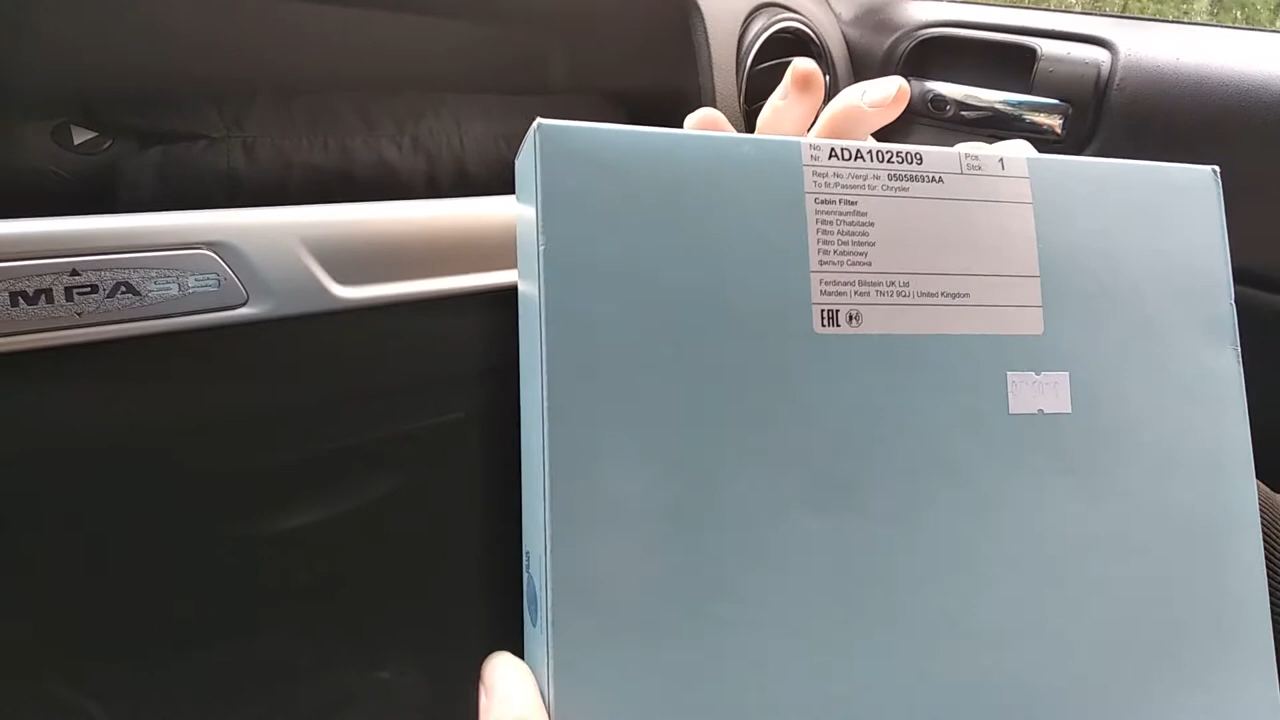 MPASS
No. Nr. ADA102509 Pcs. Stck. 1
Repl.-No.:/Vergl.-Nr.: 05058693AA
To fit:/Passend für: Chrysler
Cabin Filter
Innenraumfilter
Filtre D'habitacle
Filtro Abitacolo
Filtro Del Interior
Filtr Kabinowy
фильтр Салона
Ferdinand Bilstein UK Ltd
Marden | Kent TN12 9QJ | United Kingdom
EAC